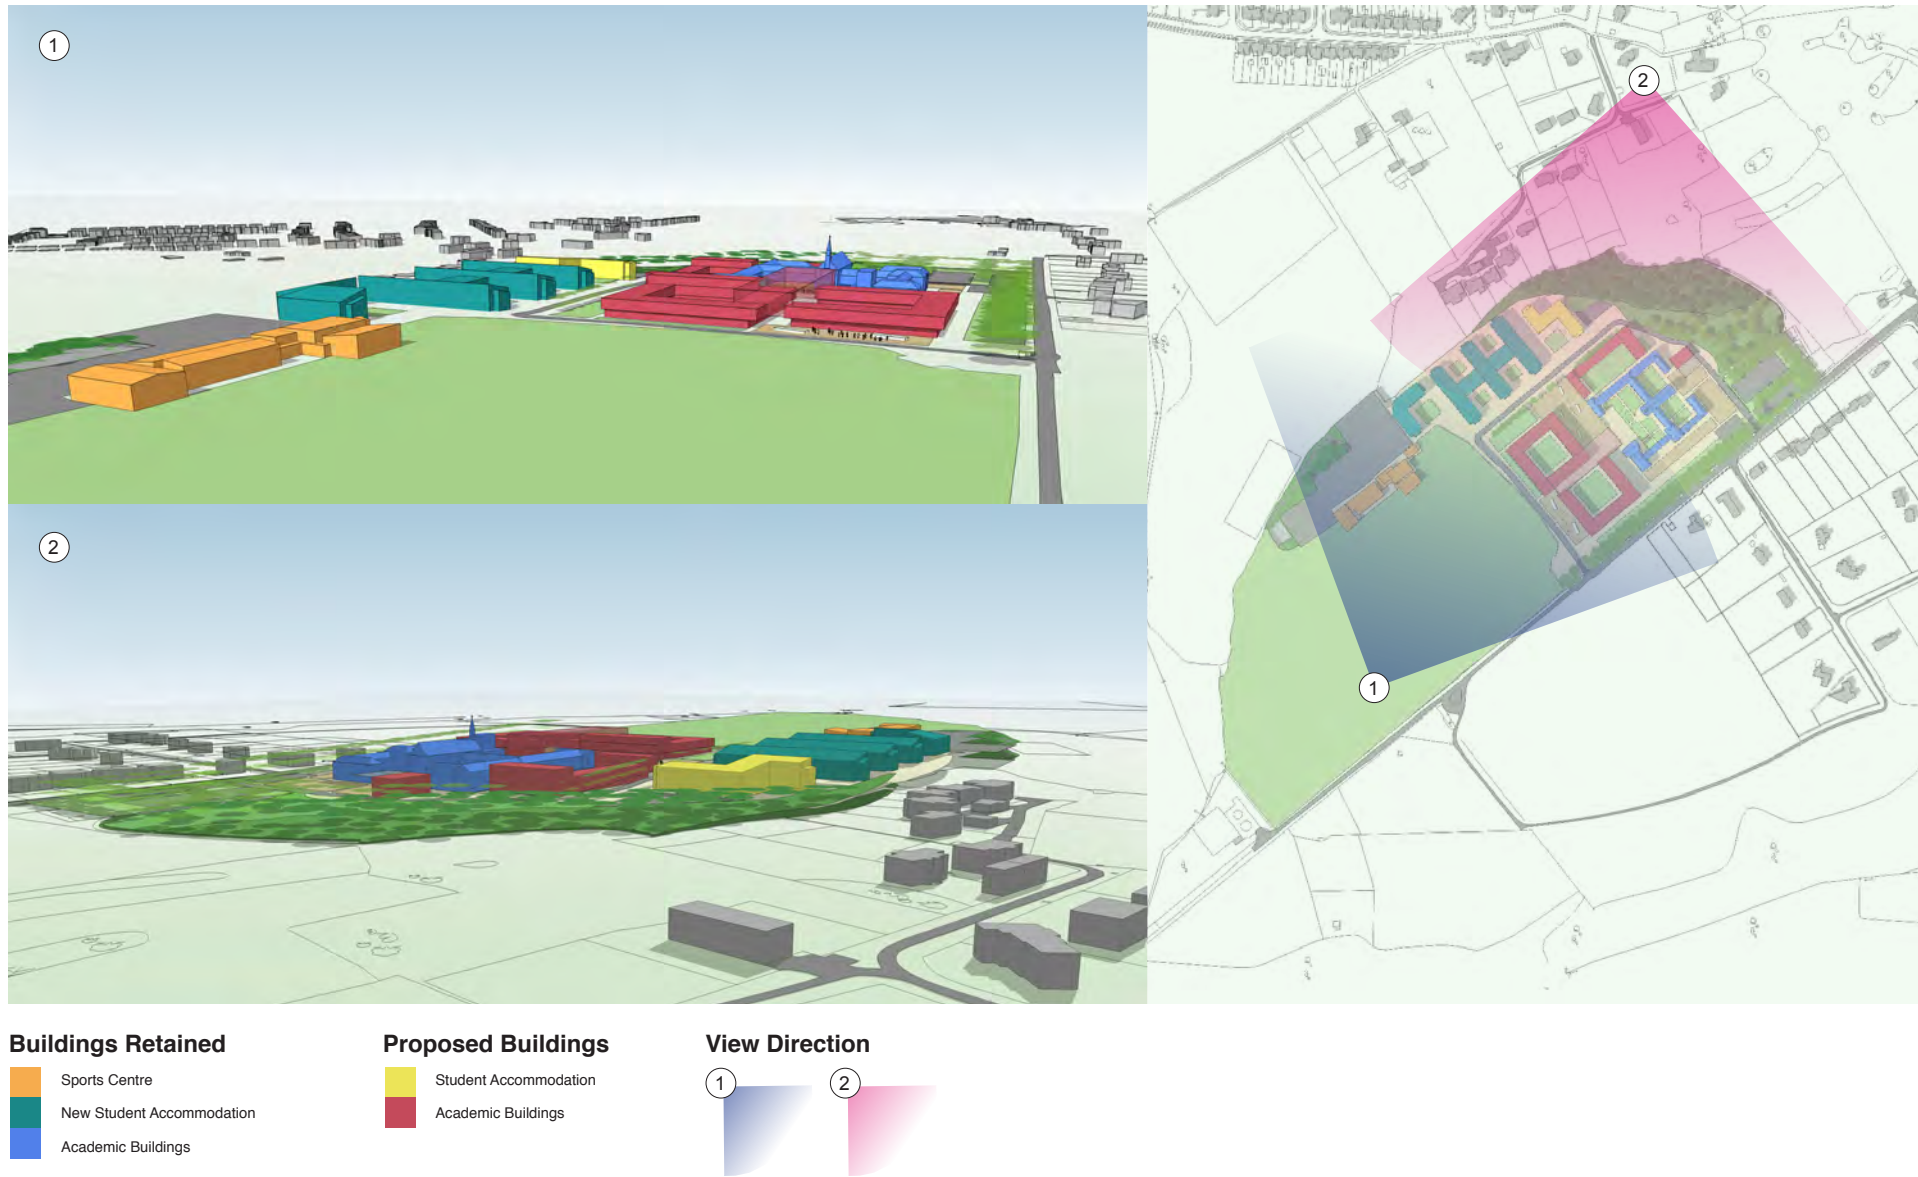 1
2
2
1
Buildings Retained
Sports Centre
New Student Accommodation
Academic Buildings
Proposed Buildings
Student Accommodation
Academic Buildings
View Direction
1
2